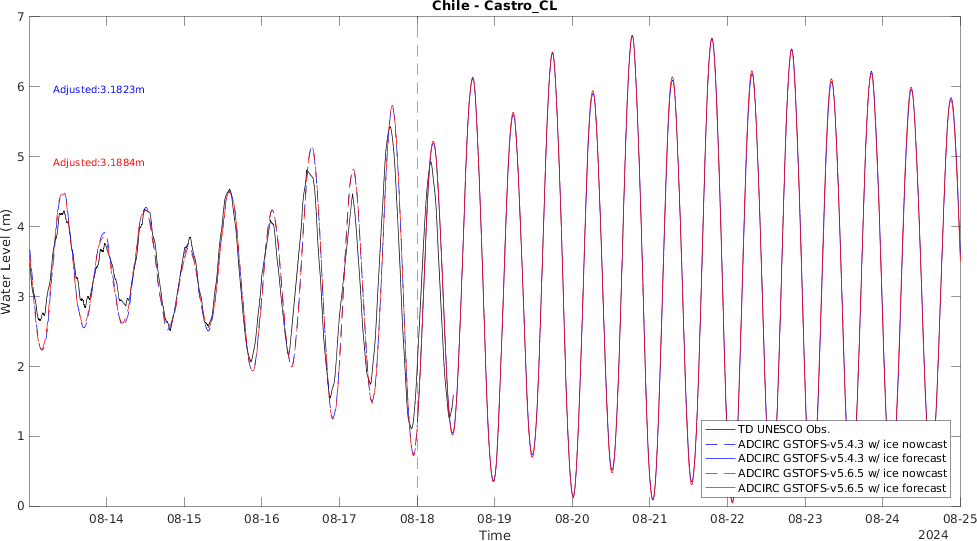 Chile - Castro_CL
7
6
5
4
3
2
1
0
Water Level (m)
Adjusted:3.1823m
Adjusted:3.1884m
TD UNESCO Obs.
ADCIRC GSTOFS-v5.4.3 w/ ice nowcast
ADCIRC GSTOFS-v5.4.3 w/ ice forecast
ADCIRC GSTOFS-v5.6.5 w/ ice nowcast
ADCIRC GSTOFS-v5.6.5 w/ ice forecast
08-14 08-15 08-16 08-17 08-18 08-19 08-20 08-21 08-22 08-23 08-24 08-25
Time
2024